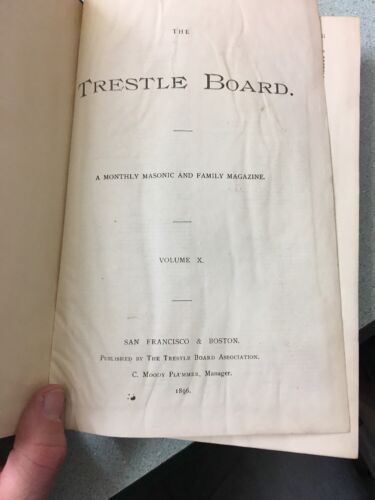 THE
TRESTLE BOARD.
A MONTHLY MASONIC AND FAMILY MAGAZINE.
VOLUME X.
SAN FRANCISCO & BOSTON.
PUBLISHED BY THE TRESTLE BOARD ASSOCIATION.
C. MOODY PLUMMER, Manager.
1896.